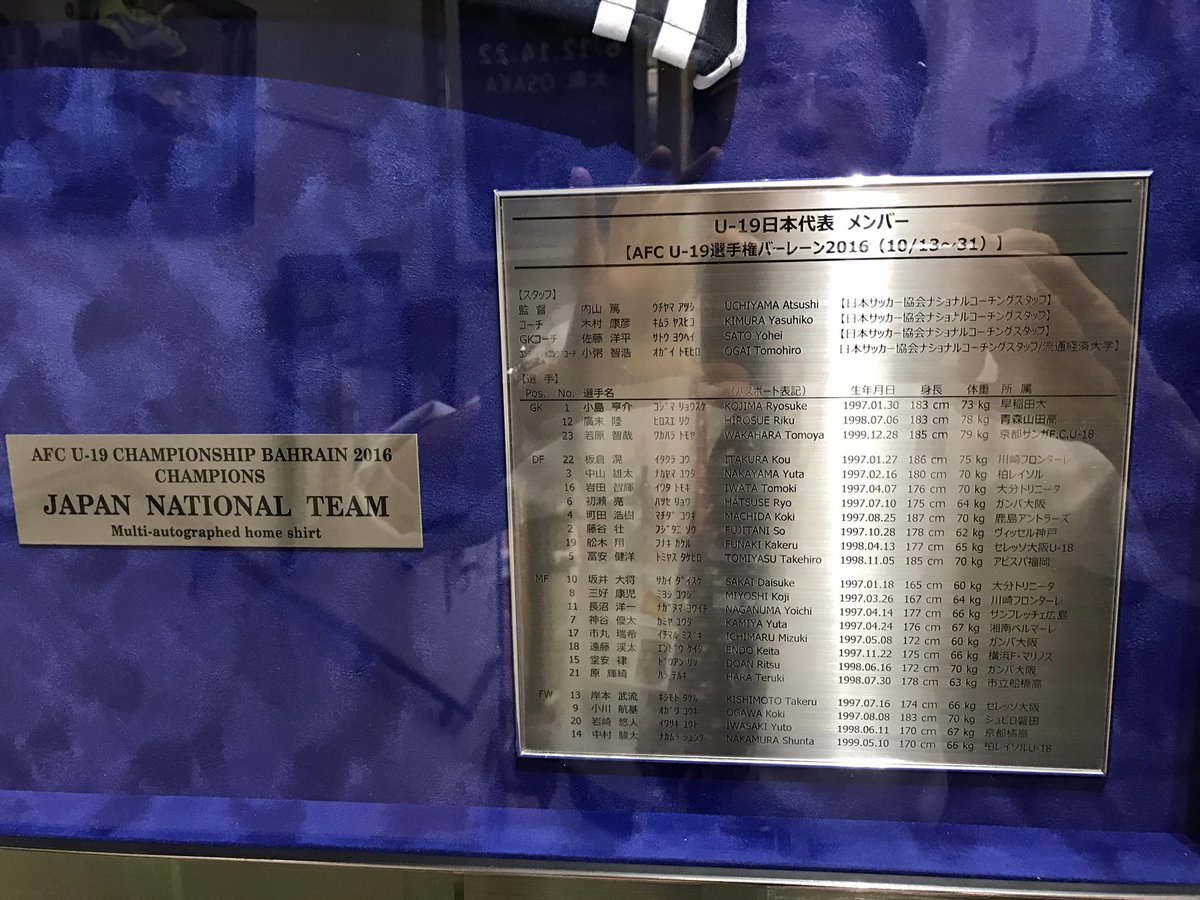 6/12 14 22
大阪 OSAKA
AFC U-19 CHAMPIONSHIP BAHRAIN 2016
CHAMPIONS
JAPAN NATIONAL TEAM
Multi-autographed home shirt
U-19日本代表 メンバー
【AFC U-19選手権バーレーン2016（10/13～31）】
【スタッフ】
監 督 内山 篤 ウチヤマ アツシ UCHIYAMA Atsushi 【日本サッカー協会ナショナルコーチングスタッフ】
コーチ 木村 康彦 キムラ ヤスヒコ KIMURA Yasuhiko 【日本サッカー協会ナショナルコーチングスタッフ】
GKコーチ 佐藤 洋平 サトウ ヨウヘイ SATO Yohei 【日本サッカー協会ナショナルコーチングスタッフ】
コンディショニングコーチ 小粥 智浩 オガイ トモヒロ OGAI Tomohiro 【日本サッカー協会ナショナルコーチングスタッフ/流通経済大学】
【選 手】
Pos. No. 選手名 （パスポート表記） 生年月日 身長 体重 所 属
GK 1 小島 亨介 コジマ リョウスケ KOJIMA Ryosuke 1997.01.30 183 cm 73 kg 早稲田大
12 廣末 陸 ヒロスエ リク HIROSUE Riku 1998.07.06 183 cm 78 kg 青森山田高
23 若原 智哉 ワカハラ トモヤ WAKAHARA Tomoya 1999.12.28 185 cm 79 kg 京都サンガF.C.U-18
DF 22 板倉 滉 イタクラ コウ ITAKURA Kou 1997.01.27 186 cm 75 kg 川崎フロンターレ
3 中山 雄太 ナカヤマ ユウタ NAKAYAMA Yuta 1997.02.16 180 cm 70 kg 柏レイソル
16 岩田 智輝 イワタ トモキ IWATA Tomoki 1997.04.07 176 cm 70 kg 大分トリニータ
6 初瀬 亮 ハツセ リョウ HATSUSE Ryo 1997.07.10 175 cm 64 kg ガンバ大阪
4 町田 浩樹 マチダ コウキ MACHIDA Koki 1997.08.25 187 cm 70 kg 鹿島アントラーズ
2 藤谷 壮 フジタニ ソウ FUJITANI So 1997.10.28 178 cm 62 kg ヴィッセル神戸
19 舩木 翔 フナキ カケル FUNAKI Kakeru 1998.04.13 177 cm 65 kg セレッソ大阪U-18
5 冨安 健洋 トミヤス タケヒロ TOMIYASU Takehiro 1998.11.05 185 cm 70 kg アビスパ福岡
MF 10 坂井 大将 サカイ ダイスケ SAKAI Daisuke 1997.01.18 165 cm 60 kg 大分トリニータ
8 三好 康児 ミヨシ コウジ MIYOSHI Koji 1997.03.26 167 cm 64 kg 川崎フロンターレ
11 長沼 洋一 ナガヌマ ヨウイチ NAGANUMA Yoichi 1997.04.14 177 cm 66 kg サンフレッチェ広島
7 神谷 優太 カミヤ ユウタ KAMIYA Yuta 1997.04.24 176 cm 67 kg 湘南ベルマーレ
17 市丸 瑞希 イチマル ミズキ ICHIMARU Mizuki 1997.05.08 172 cm 60 kg ガンバ大阪
18 遠藤 渓太 エンドウ ケイタ ENDO Keita 1997.11.22 175 cm 66 kg 横浜F・マリノス
15 堂安 律 ドウアン リツ DOAN Ritsu 1998.06.16 172 cm 70 kg ガンバ大阪
21 原 輝綺 ハラ テルキ HARA Teruki 1998.07.30 178 cm 63 kg 市立船橋高
FW 13 岸本 武流 キシモト タケル KISHIMOTO Takeru 1997.07.16 174 cm 66 kg セレッソ大阪
9 小川 航基 オガワ コウキ OGAWA Koki 1997.08.08 183 cm 70 kg ジュビロ磐田
20 岩崎 悠人 イワサキ ユウト IWASAKI Yuto 1998.06.11 170 cm 67 kg 京都橘高
14 中村 駿太 ナカムラ シュンタ NAKAMURA Shunta 1999.05.10 170 cm 66 kg 柏レイソルU-18